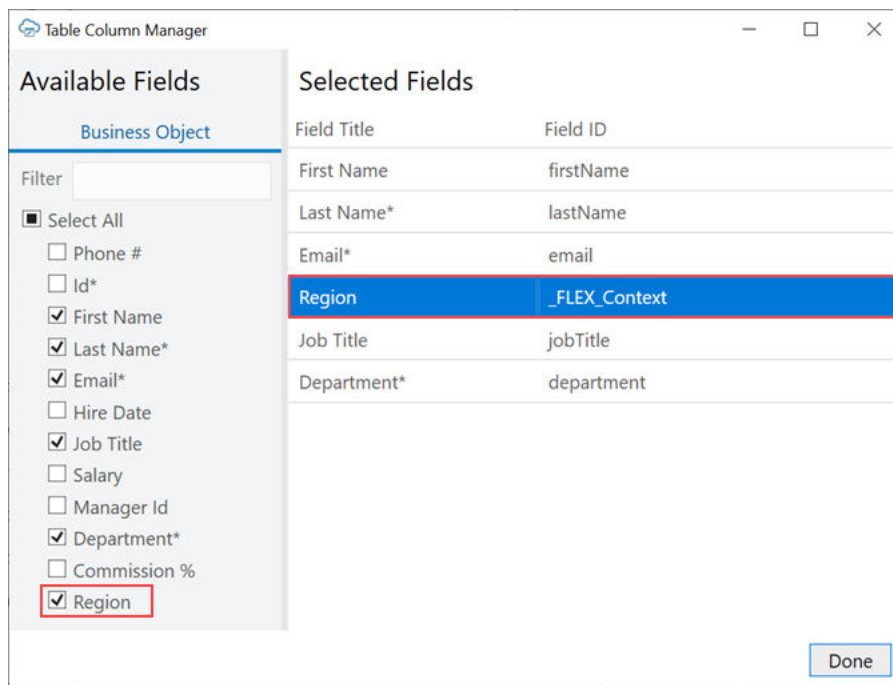 Table Column Manager
Available Fields
Business Object
Filter
Select All
Phone #
Id*
First Name
Last Name*
Email*
Hire Date
Job Title
Salary
Manager Id
Department*
Commission %
Region
Selected Fields
Field Title Field ID
First Name firstName
Last Name* lastName
Email* email
Region _FLEX_Context
Job Title jobTitle
Department* department
Done